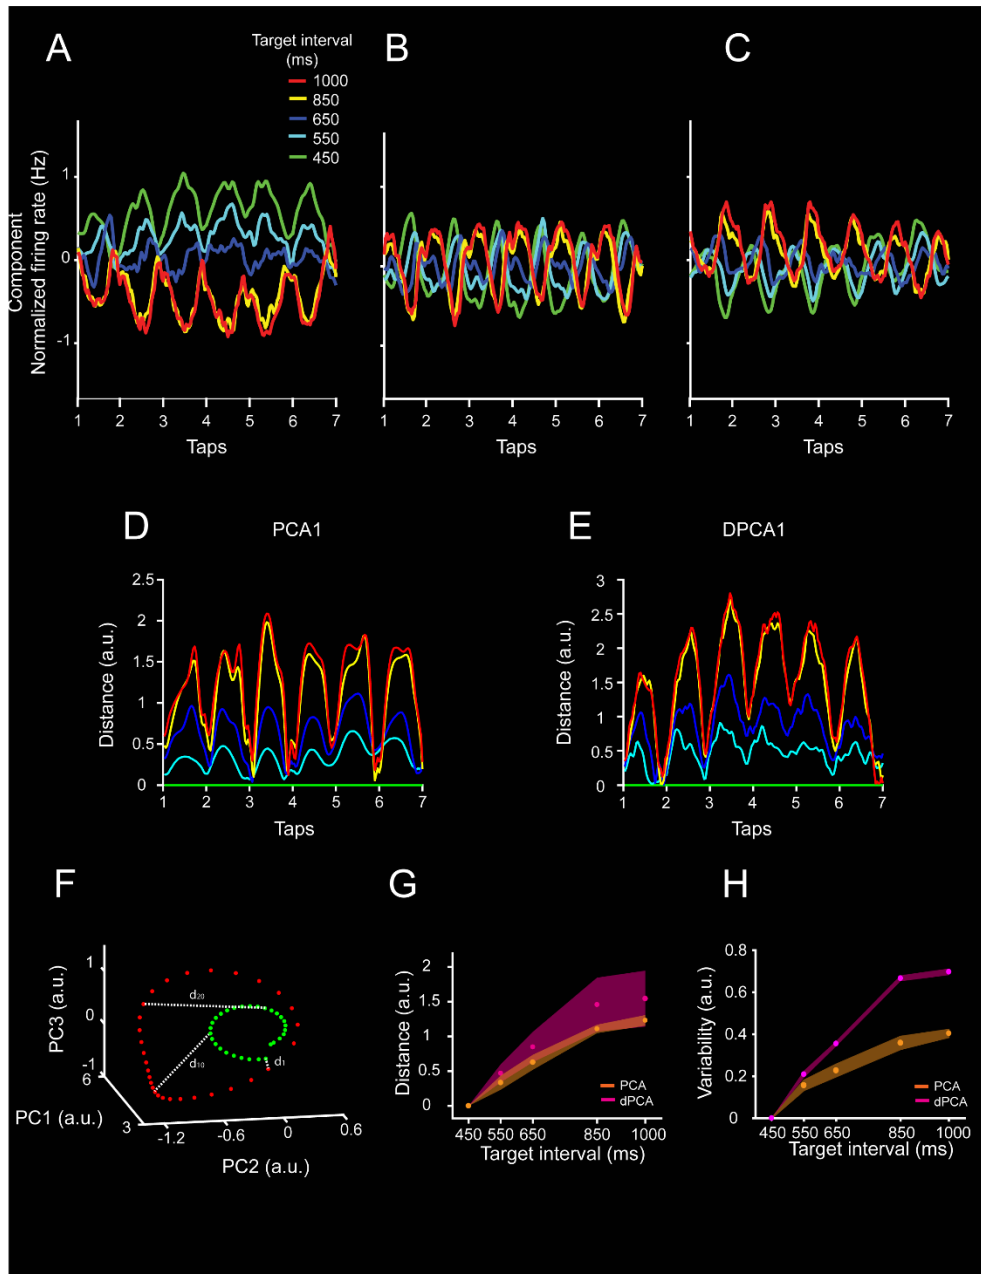 A
B
C
Target interval
(ms)
1000
850
650
550
450
Component
Normalized firing rate (Hz)
1
0
-1
1 2 3 4 5 6 7
Taps
1 2 3 4 5 6 7
Taps
1 2 3 4 5 6 7
Taps
D
PCA1
E
DPCA1
Distance (a.u.)
2.5
2
1.5
1
0.5
0
1 2 3 4 5 6 7
Taps
Distance (a.u.)
3
2.5
2
1.5
1
0.5
0
1 2 3 4 5 6 7
Taps
F
G
H
PC3 (a.u.)
1
0
-1
6
3
PC1 (a.u.)
-1.2 -0.6 0 0.6
PC2 (a.u.)
d20
d10
d1
Distance (a.u.)
2
1.5
1
0.5
0
PCA
dPCA
450 550 650 850 1000
Target interval (ms)
Variability (a.u.)
0.8
0.6
0.4
0.2
0
PCA
dPCA
450 550 650 850 1000
Target interval (ms)